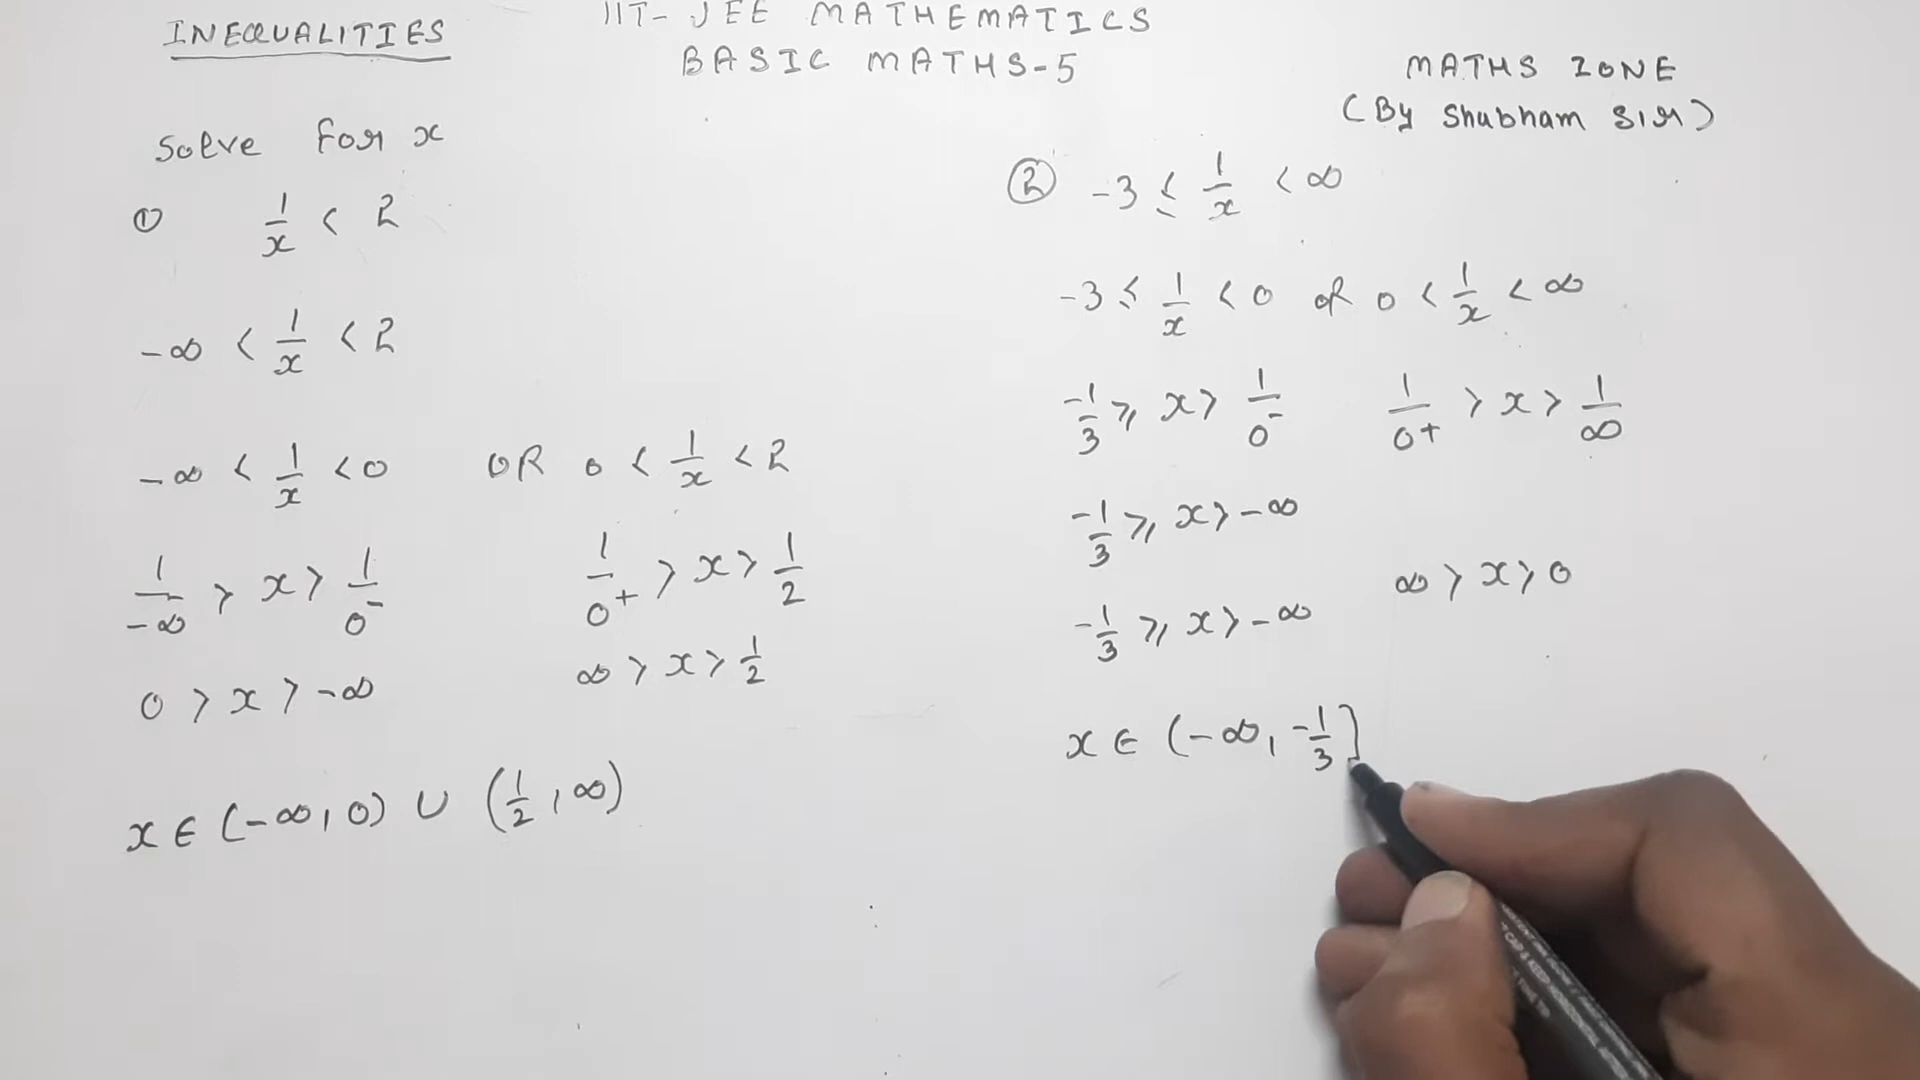 INEQUALITIES
IIT- JEE MATHEMATICS
BASIC MATHS-5
MATHS ZONE
(By Shubham Sir)
Solve For x
① 1/x < 2
-∞ < 1/x < 2
-∞ < 1/x < 0 OR 0 < 1/x < 2
1/-∞ > x > 1/0⁻ 1/0⁺ > x > 1/2
0 > x > -∞ ∞ > x > 1/2
x ∈ (-∞, 0) ∪ (1/2, ∞)
② -3 ≤ 1/x < ∞
-3 ≤ 1/x < 0 or 0 < 1/x < ∞
-1/3 ≥ x > 1/0⁻ 1/0⁺ > x > 1/∞
-1/3 ≥ x > -∞
∞ > x > 0
-1/3 ≥ x > -∞
x ∈ (-∞, -1/3]